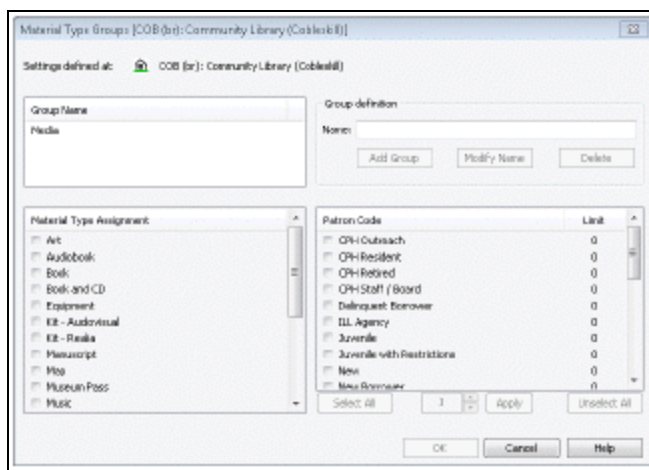 Material Type Groups [COB (br): Community Library (Cobleskill)]
Settings defined at: COB (br): Community Library (Cobleskill)
Group Name
Media
Group definition
Name:
Add Group Modify Name Delete
Material Type Assignment
Art
Audiobook
Book
Book and CD
Equipment
Kit - Audiovisual
Kit - Realia
Manuscript
Map
Museum Pass
Music
Patron Code Limit
CPH Outreach 0
CPH Resident 0
CPH Retired 0
CPH Staff / Board 0
Delinquent Borrower 0
ILL Agency 0
Juvenile 0
Juvenile with Restrictions 0
New 0
New Borrower 0
Select All 1 Apply Unselect All
OK Cancel Help